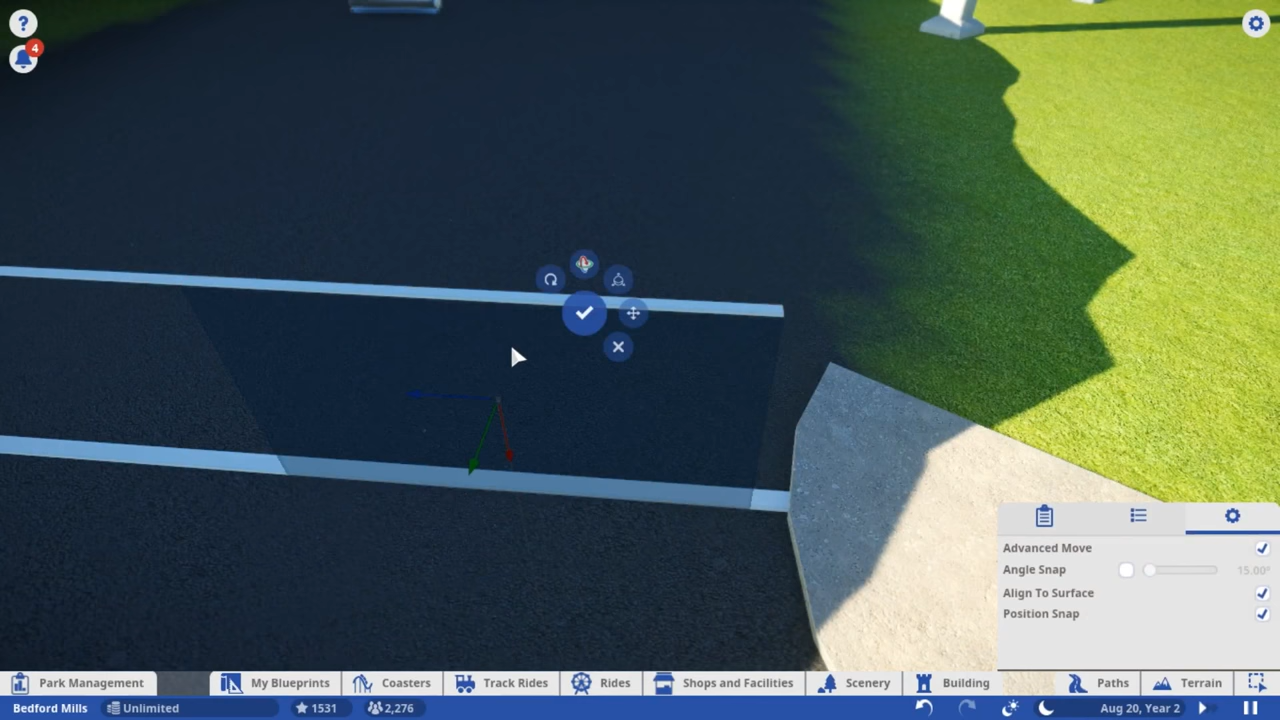 ?
4
Advanced Move
Angle Snap 15.00°
Align To Surface
Position Snap
Park Management My Blueprints Coasters Track Rides Rides Shops and Facilities Scenery Building Paths Terrain
Bedford Mills Unlimited 1531 2,276 Aug 20, Year 2